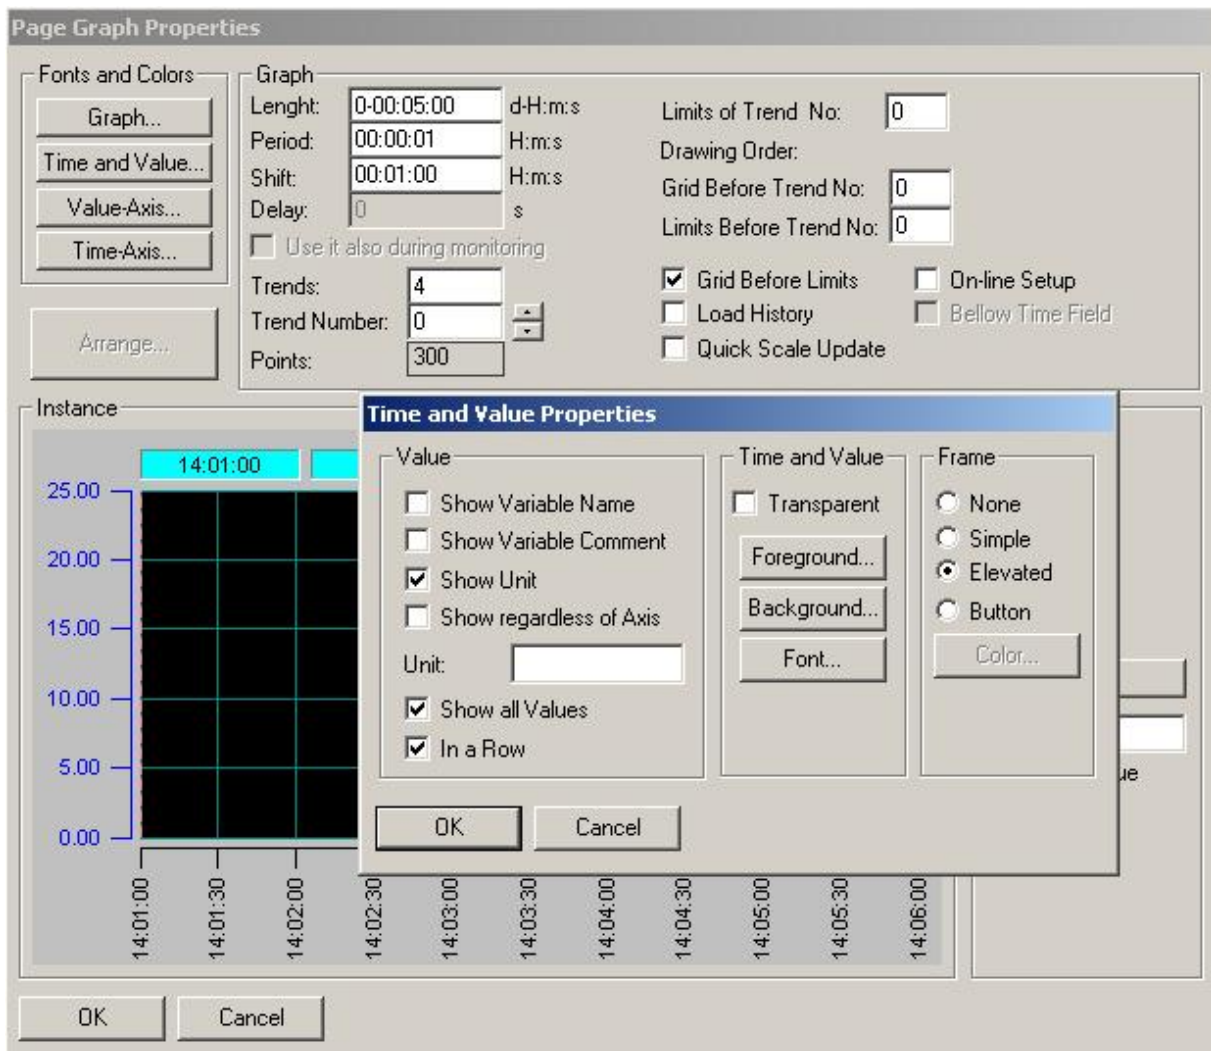 Page Graph Properties
Fonts and Colors
Graph...
Time and Value...
Value-Axis...
Time-Axis...
Arrange...
Graph
Lenght: 0-00:05:00 d-H:m:s
Period: 00:00:01 H:m:s
Shift: 00:01:00 H:m:s
Delay: 0 s
Use it also during monitoring
Trends: 4
Trend Number: 0
Points: 300
Limits of Trend No: 0
Drawing Order:
Grid Before Trend No: 0
Limits Before Trend No: 0
Grid Before Limits On-line Setup
Load History Bellow Time Field
Quick Scale Update
Instance
14:01:00
25.00
20.00
15.00
10.00
5.00
0.00
14:01:00
14:01:30
14:02:00
14:02:30
14:03:00
14:03:30
14:04:00
14:04:30
14:05:00
14:05:30
14:06:00
Time and Value Properties
Value
Show Variable Name
Show Variable Comment
Show Unit
Show regardless of Axis
Unit:
Show all Values
In a Row
Time and Value
Transparent
Foreground...
Background...
Font...
Frame
None
Simple
Elevated
Button
Color...
OK Cancel
OK Cancel